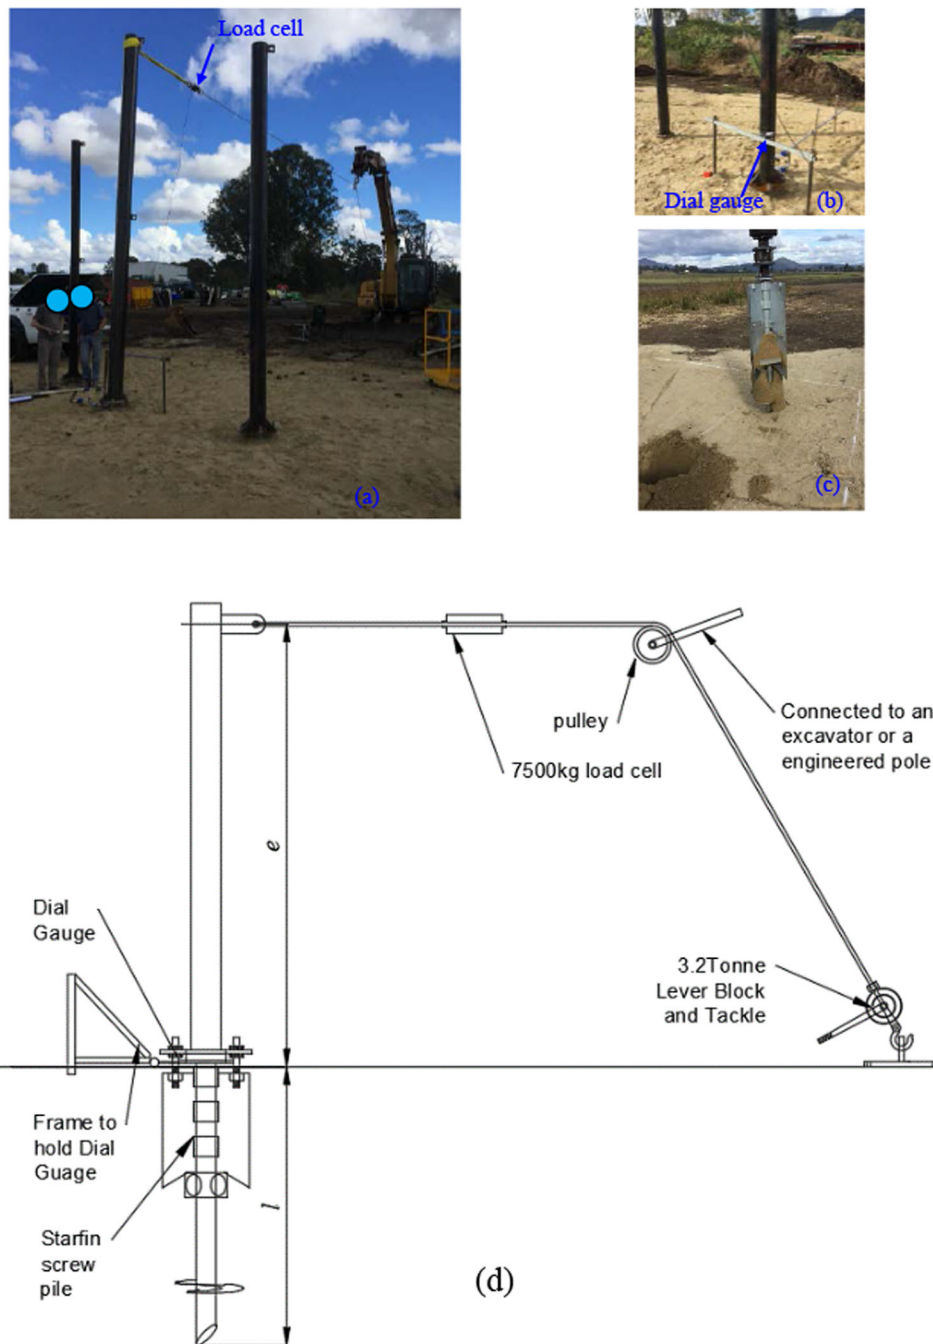 Load cell
(a)
Dial gauge
(b)
(c)
e
pulley
Connected to an
excavator or a
engineered pole
7500kg load cell
Dial
Gauge
3.2Tonne
Lever Block
and Tackle
Frame to
hold Dial
Guage
l
Starfin
screw
pile
(d)